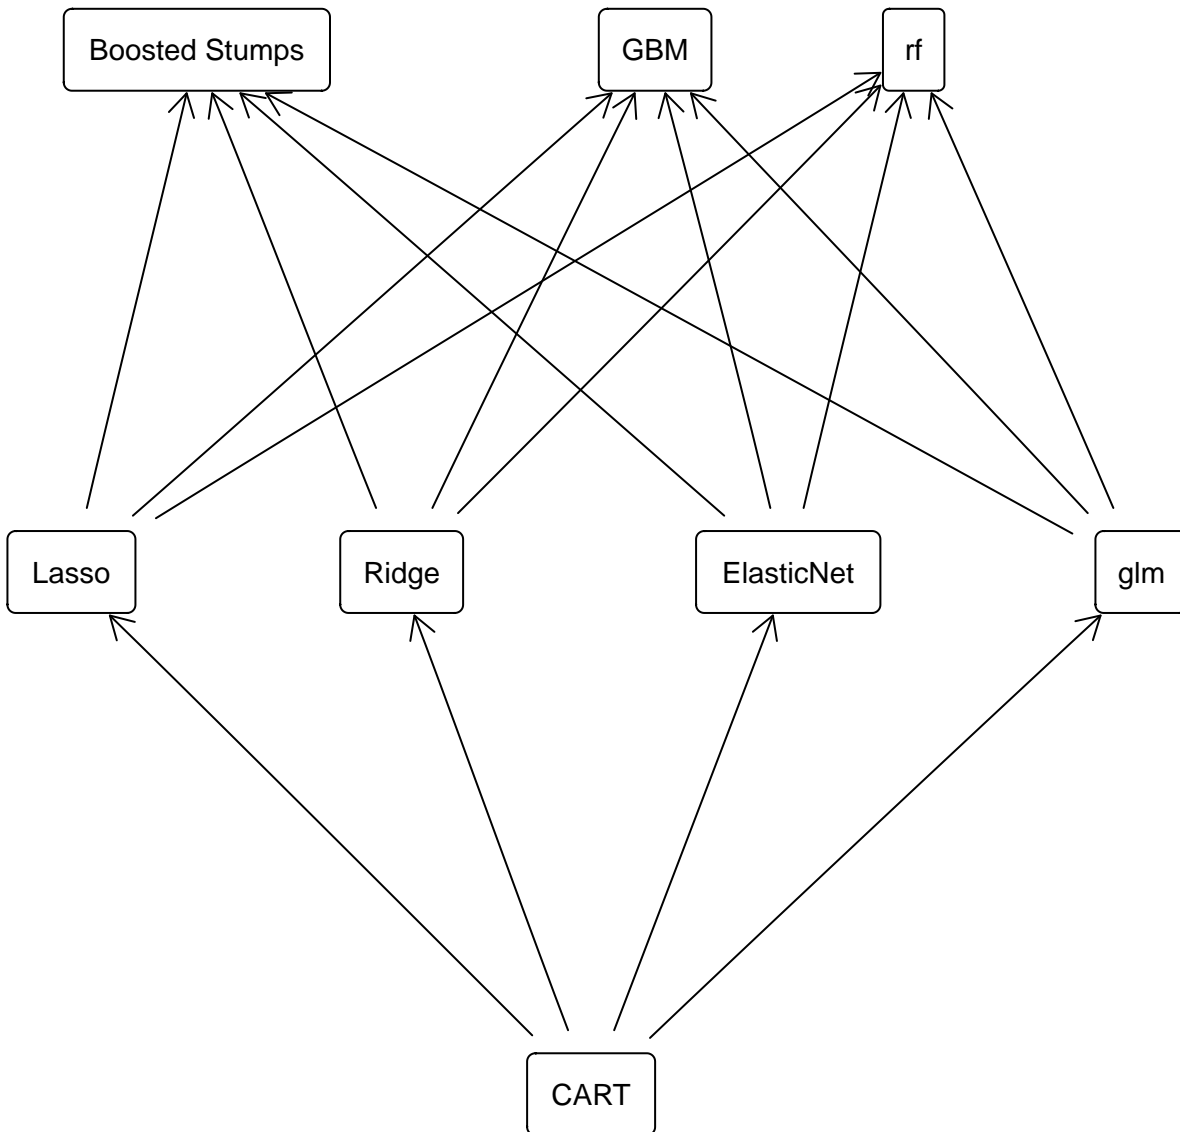 Boosted Stumps
GBM
rf
Lasso
Ridge
ElasticNet
glm
CART